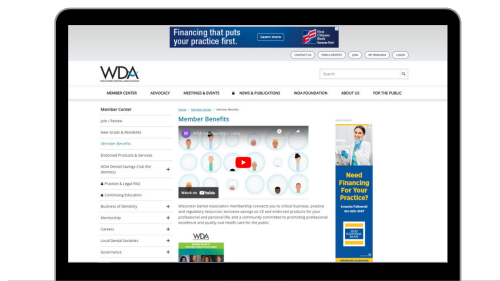 Financing that puts
your practice first.
Learn more
CONTACT US
FIND A DENTIST
JOIN
MY PROGRAM
LOGIN
WDA
Search
MEMBER CENTER
ADVOCACY
MEETINGS & EVENTS
NEWS & PUBLICATIONS
WDA FOUNDATION
ABOUT US
FOR THE PUBLIC
Member Center
Join / Renew
New Grads & Residents
Member Benefits
Endorsed Products & Services
WDA Dental Savings Club (for
dentists)
Practice & Legal FAQ
Continuing Education
Business of Dentistry
Mentorship
Careers
Local Dental Societies
Governance
Home / Member Center / Member Benefits
Member Benefits
Watch on YouTube
Wisconsin Dental Association membership connects you to critical business, practice
and regulatory resources; exclusive savings on CE and endorsed products for your
professional and personal life; and a community committed to promoting professional
excellence and quality oral health care for the public.
WDA
Need
Financing
For Your
Practice?